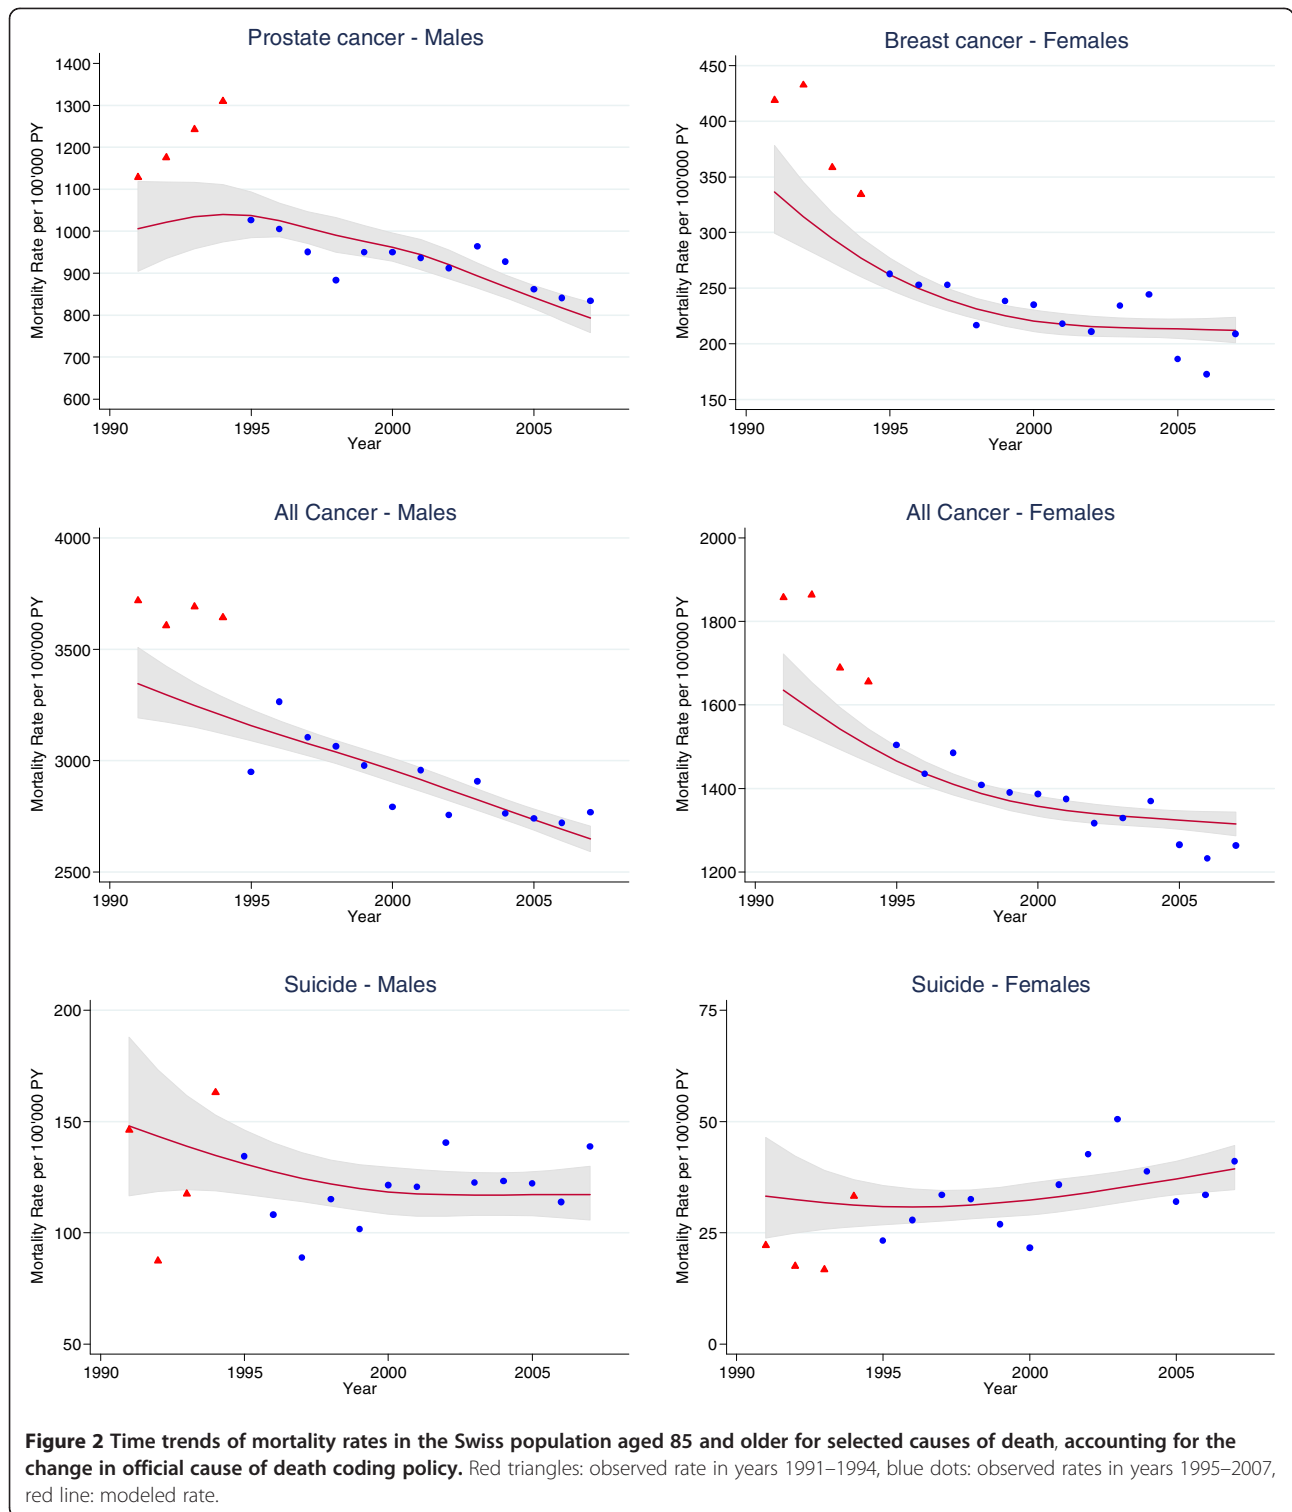 Prostate cancer - Males
1400
1300
1200
1100
1000
900
800
700
600
Mortality Rate per 100'000 PY
1990
1995
2000
2005
Year
Breast cancer - Females
450
400
350
300
250
200
150
Mortality Rate per 100'000 PY
1990
1995
2000
2005
Year
All Cancer - Males
4000
3500
3000
2500
Mortality Rate per 100'000 PY
1990
1995
2000
2005
Year
All Cancer - Females
2000
1800
1600
1400
1200
Mortality Rate per 100'000 PY
1990
1995
2000
2005
Year
Suicide - Males
200
150
100
50
Mortality Rate per 100'000 PY
1990
1995
2000
2005
Year
Suicide - Females
75
50
25
0
Mortality Rate per 100'000 PY
1990
1995
2000
2005
Year
Figure 2 Time trends of mortality rates in the Swiss population aged 85 and older for selected causes of death, accounting for the
change in official cause of death coding policy. Red triangles: observed rate in years 1991–1994, blue dots: observed rates in years 1995–2007,
red line: modeled rate.